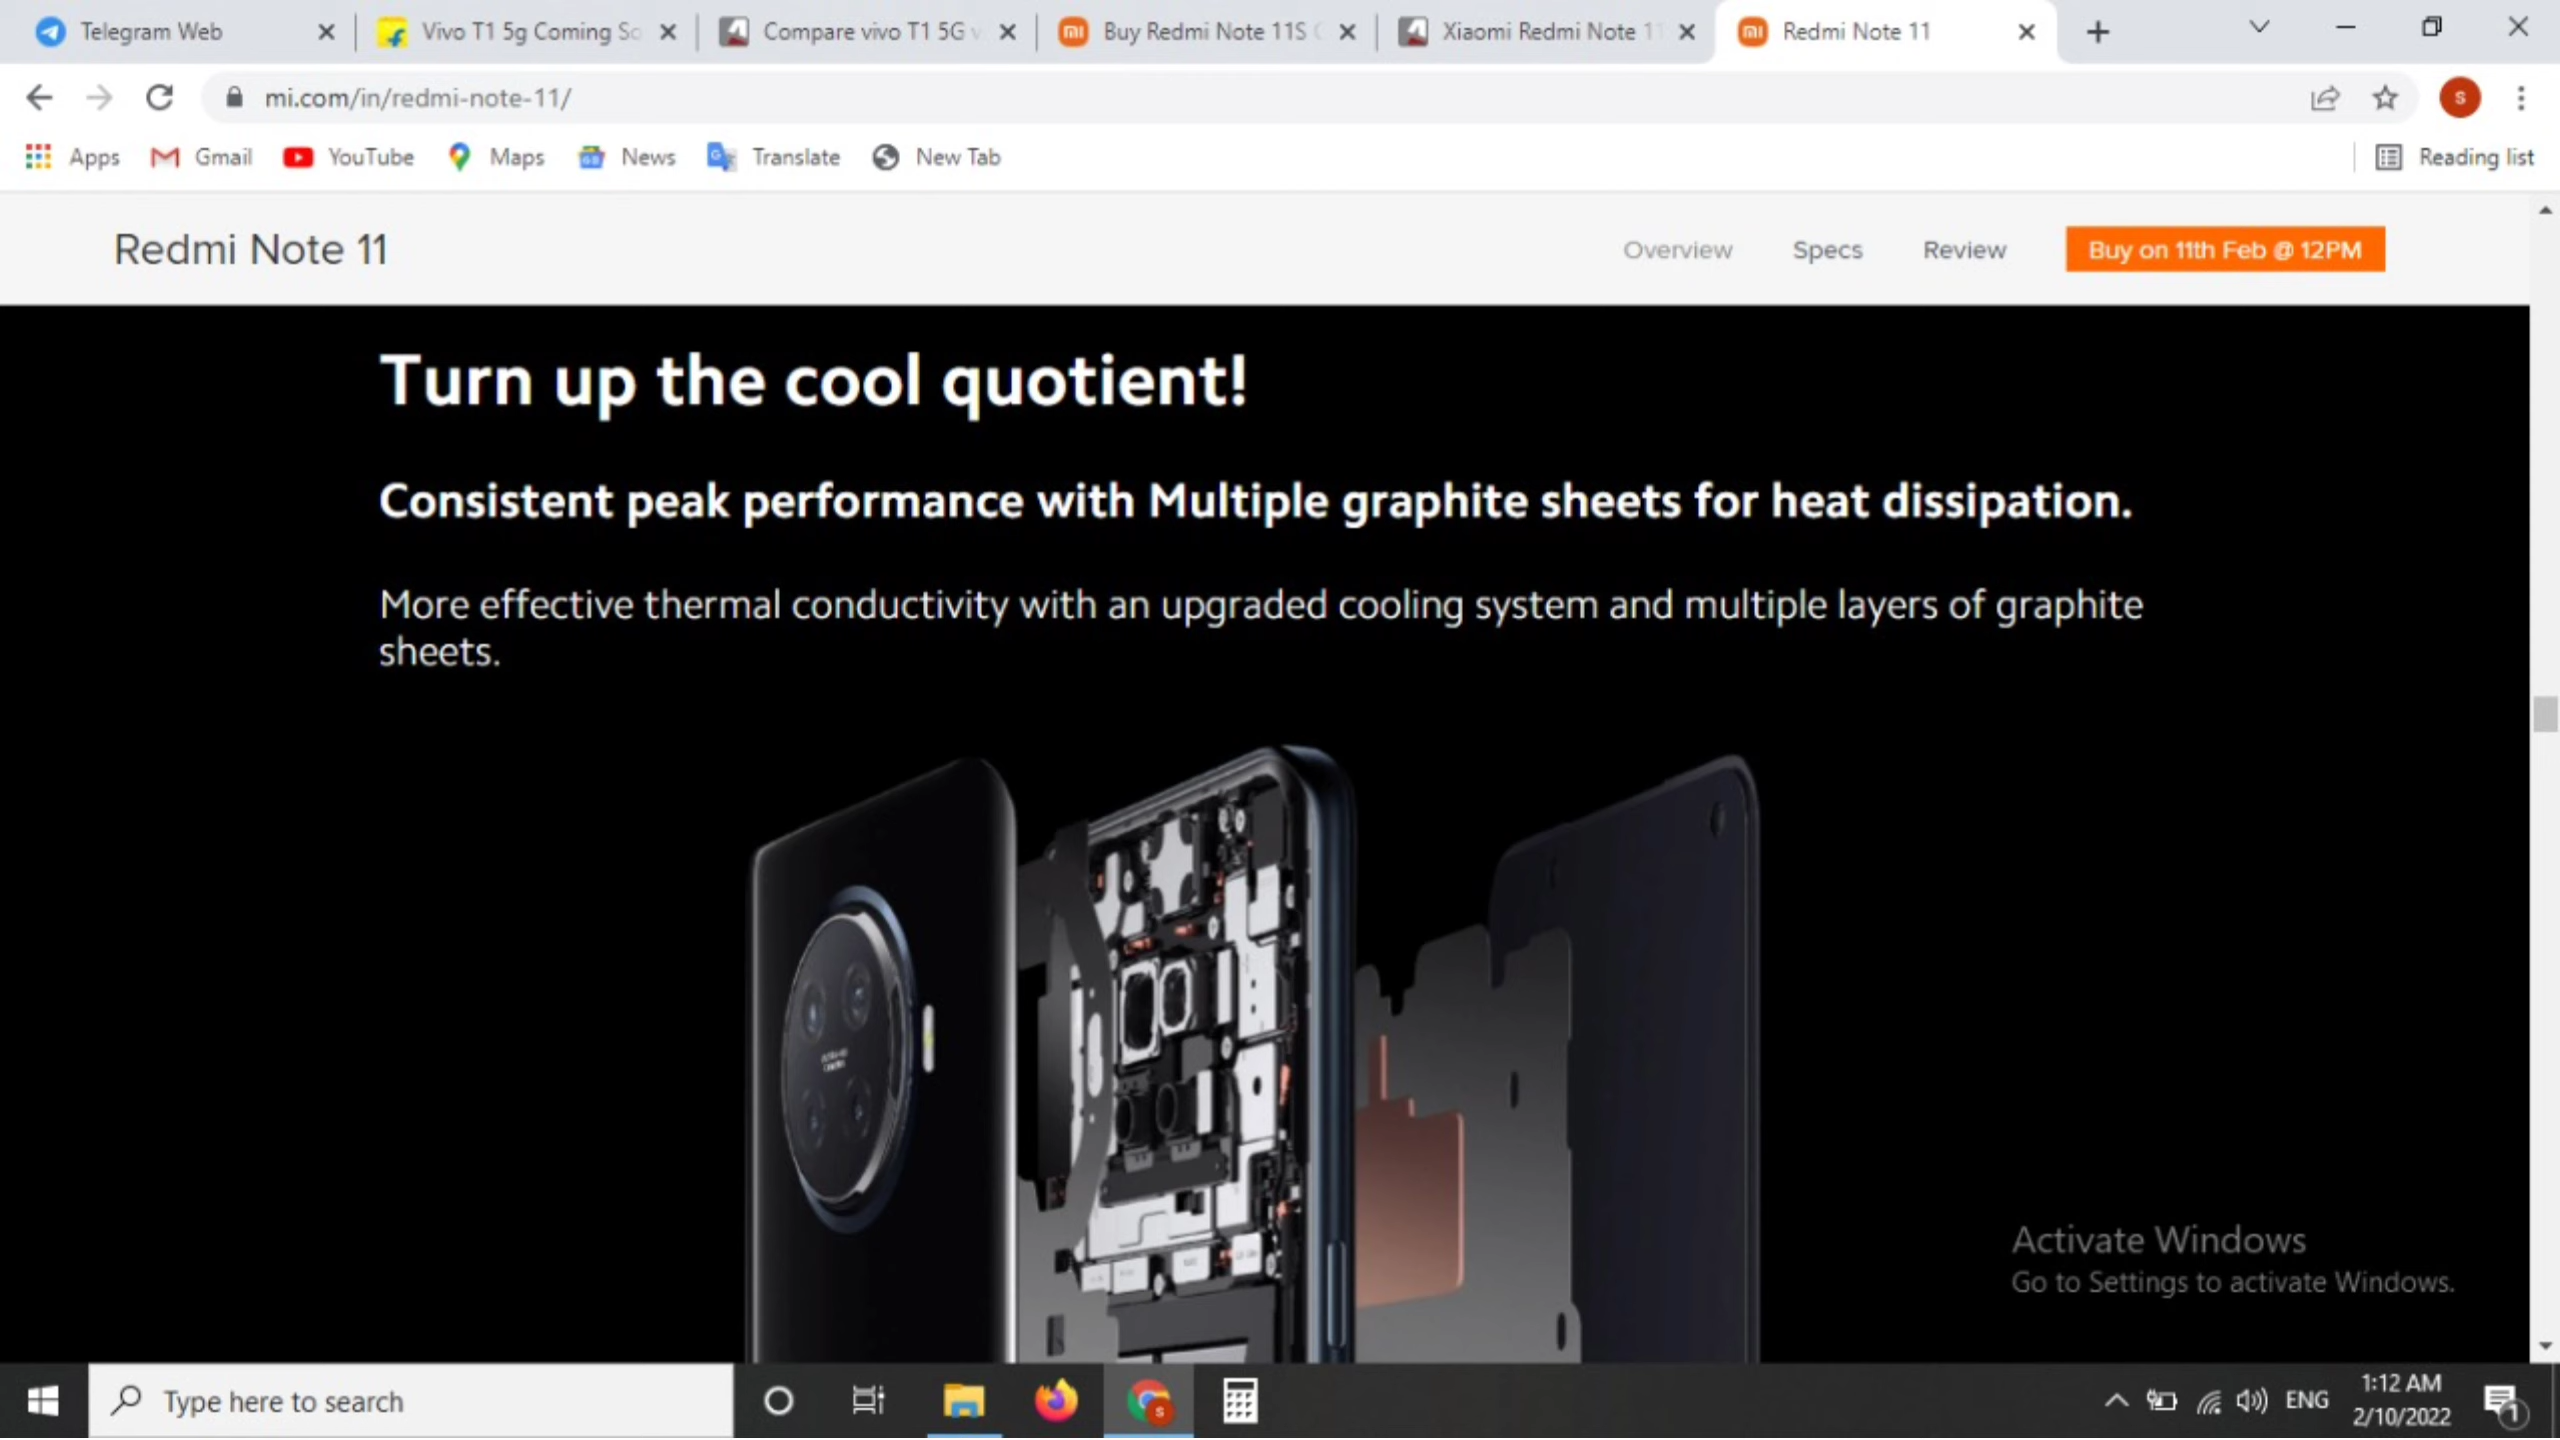 Telegram Web
Vivo T1 5g Coming So
Compare vivo T1 5G v
Buy Redmi Note 11S
Xiaomi Redmi Note 11
Redmi Note 11
mi.com/in/redmi-note-11/
S
Apps
Gmail
YouTube
Maps
News
Translate
New Tab
Reading list
Redmi Note 11
Overview
Specs
Review
Buy on 11th Feb @ 12PM
Turn up the cool quotient!
Consistent peak performance with Multiple graphite sheets for heat dissipation.
More effective thermal conductivity with an upgraded cooling system and multiple layers of graphite
sheets.
Activate Windows
Go to Settings to activate Windows.
Type here to search
ENG
1:12 AM
2/10/2022
1